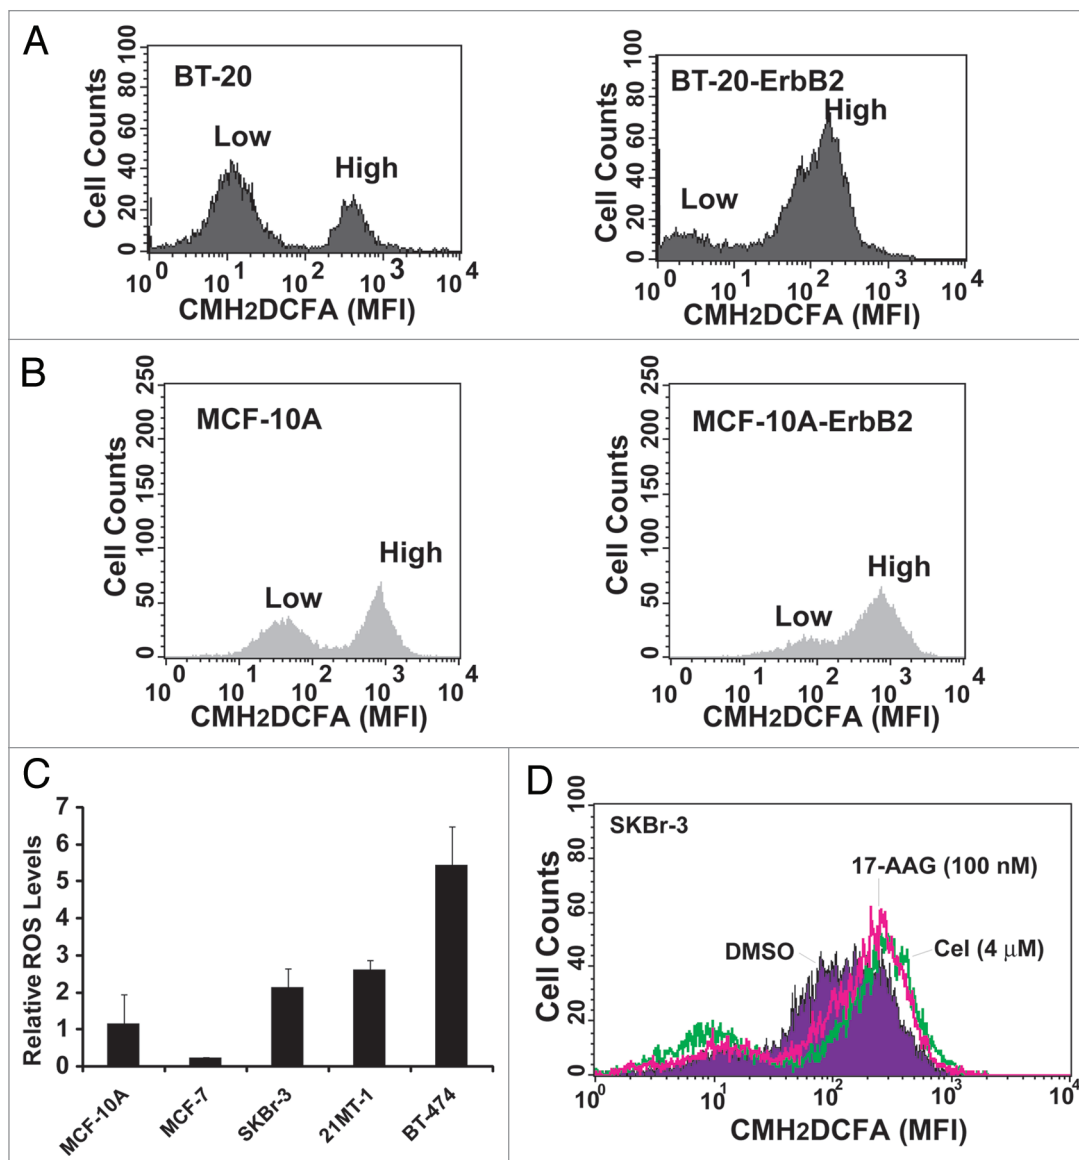 A
BT-20
Low
High
Cell Counts
0 20 40 60 80 100
10^0 10^1 10^2 10^3 10^4
CMH2DCFA (MFI)
BT-20-ErbB2
High
Low
Cell Counts
0 20 40 60 80 100
10^0 10^1 10^2 10^3 10^4
CMH2DCFA (MFI)
B
MCF-10A
High
Low
Cell Counts
0 50 100 150 200 250
10^0 10^1 10^2 10^3 10^4
CMH2DCFA (MFI)
MCF-10A-ErbB2
High
Low
Cell Counts
0 50 100 150 200 250
10^0 10^1 10^2 10^3 10^4
CMH2DCFA (MFI)
C
Relative ROS Levels
7
6
5
4
3
2
1
0
MCF-10A
MCF-7
SKBr-3
21MT-1
BT-474
D
SKBr-3
17-AAG (100 nM)
DMSO
Cel (4 μM)
Cell Counts
0 20 40 60 80 100
10^0 10^1 10^2 10^3 10^4
CMH2DCFA (MFI)